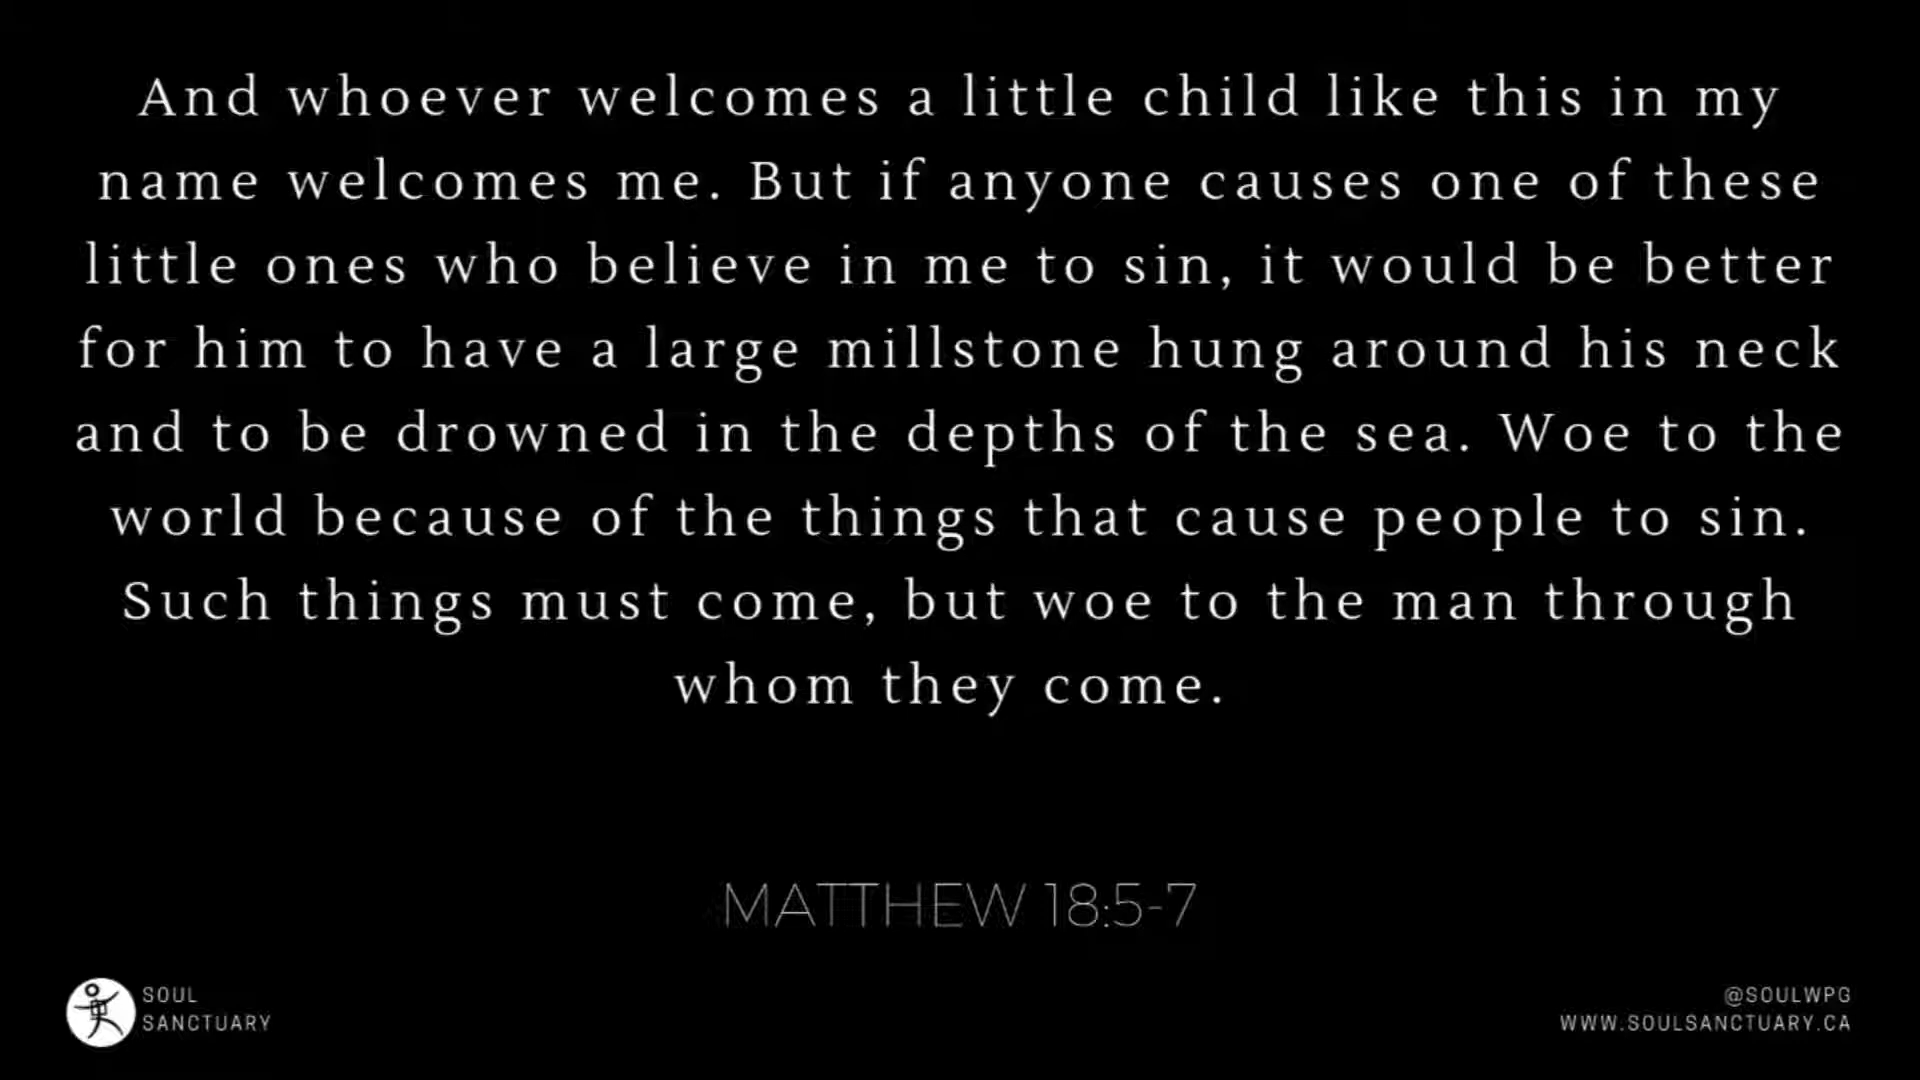 And whoever welcomes a little child like this in my
name welcomes me. But if anyone causes one of these
little ones who believe in me to sin, it would be better
for him to have a large millstone hung around his neck
and to be drowned in the depths of the sea. Woe to the
world because of the things that cause people to sin.
Such things must come, but woe to the man through
whom they come.
MATTHEW 18:5-7
SOUL
SANCTUARY
@SOULWPG
WWW.SOULSANCTUARY.CA